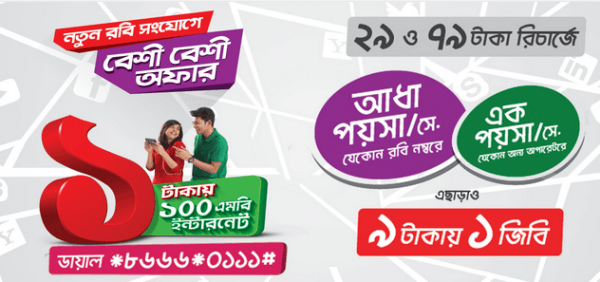 নতুন রবি সংযোগে
বেশী বেশী
অফার
১
টাকায়
১০০ এমবি
ইন্টারনেট
ডায়াল *৮৬৬৬*০১১১#
২৯ ও ৭৯ টাকা রিচার্জে
আধা
পয়সা/সে.
যেকোন রবি নম্বরে
এক
পয়সা/সে.
যেকোন অন্য অপারেটরে
এছাড়াও
৯ টাকায় ১ জিবি